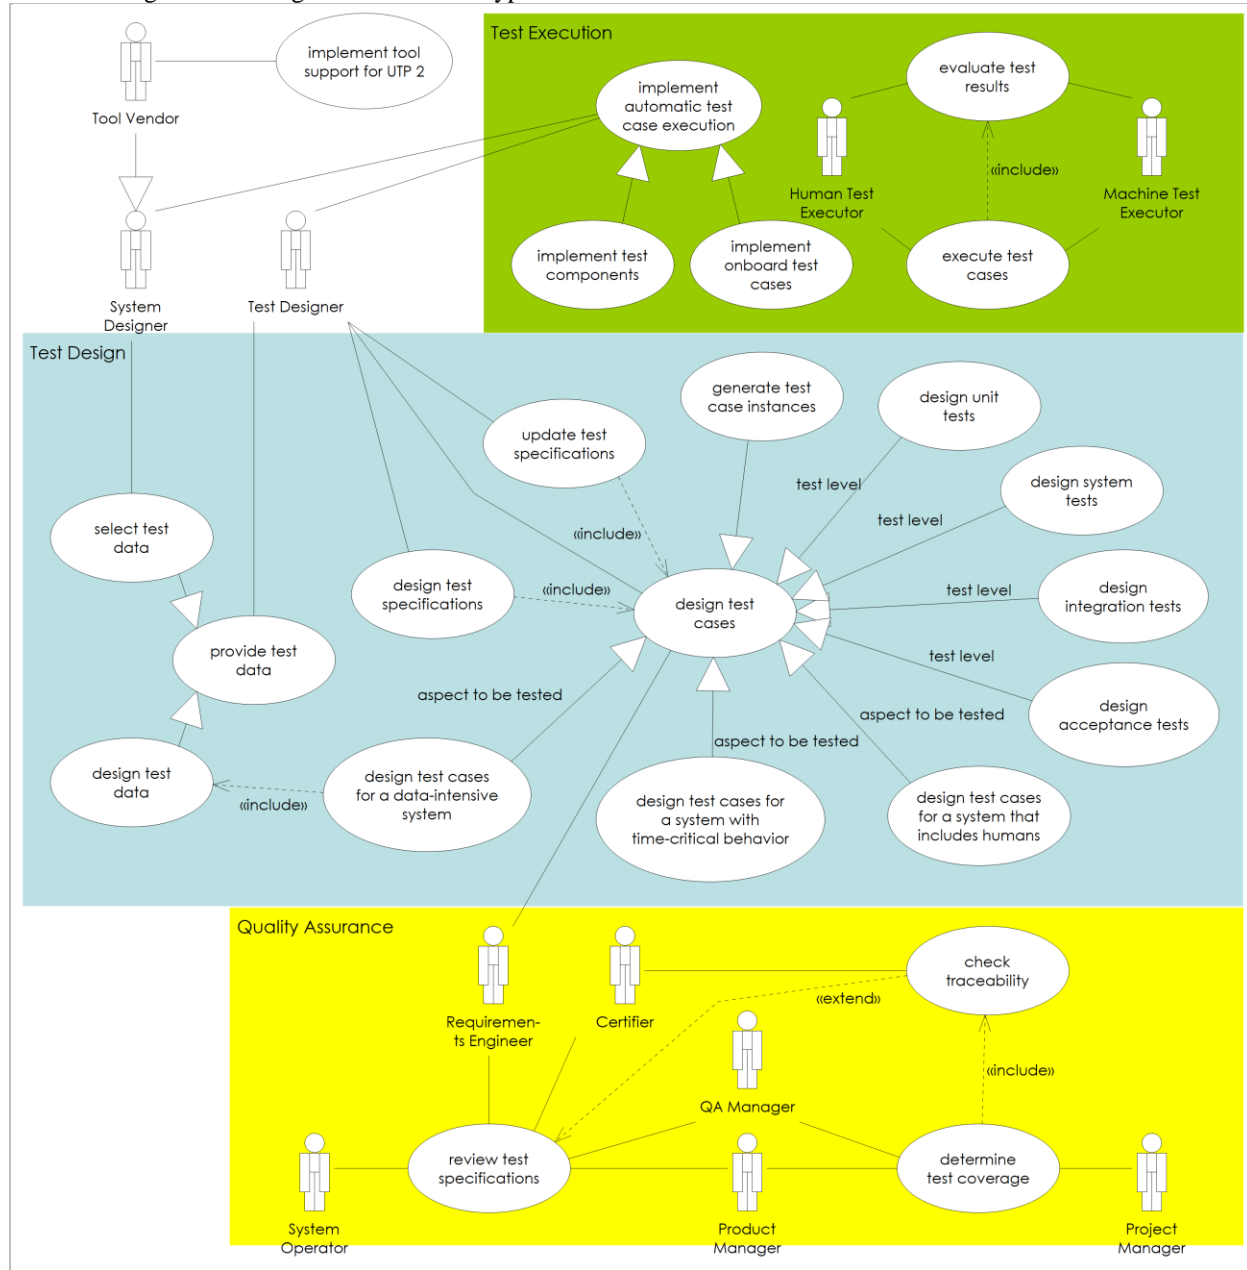 Test Execution
implement tool
support for UTP 2
evaluate test
results
implement
automatic test
case execution
Tool Vendor
«include»
Human Test
Executor
Machine Test
Executor
implement test
components
implement
onboard test
cases
execute test
cases
System
Designer
Test Designer
Test Design
generate test
case instances
design unit
tests
update test
specifications
test level
design system
tests
select test
data
test level
«include»
design test
specifications
«include»
design test
cases
test level
design
integration tests
provide test
data
test level
aspect to be tested
design
acceptance tests
aspect to be tested
aspect to be tested
design test
data
«include»
design test cases
for a data-intensive
system
design test cases for
a system with
time-critical behavior
design test cases
for a system that
includes humans
Quality Assurance
check
traceability
«extend»
Requiremen-
ts Engineer
Certifier
«include»
QA Manager
review test
specifications
determine
test coverage
System
Operator
Product
Manager
Project
Manager